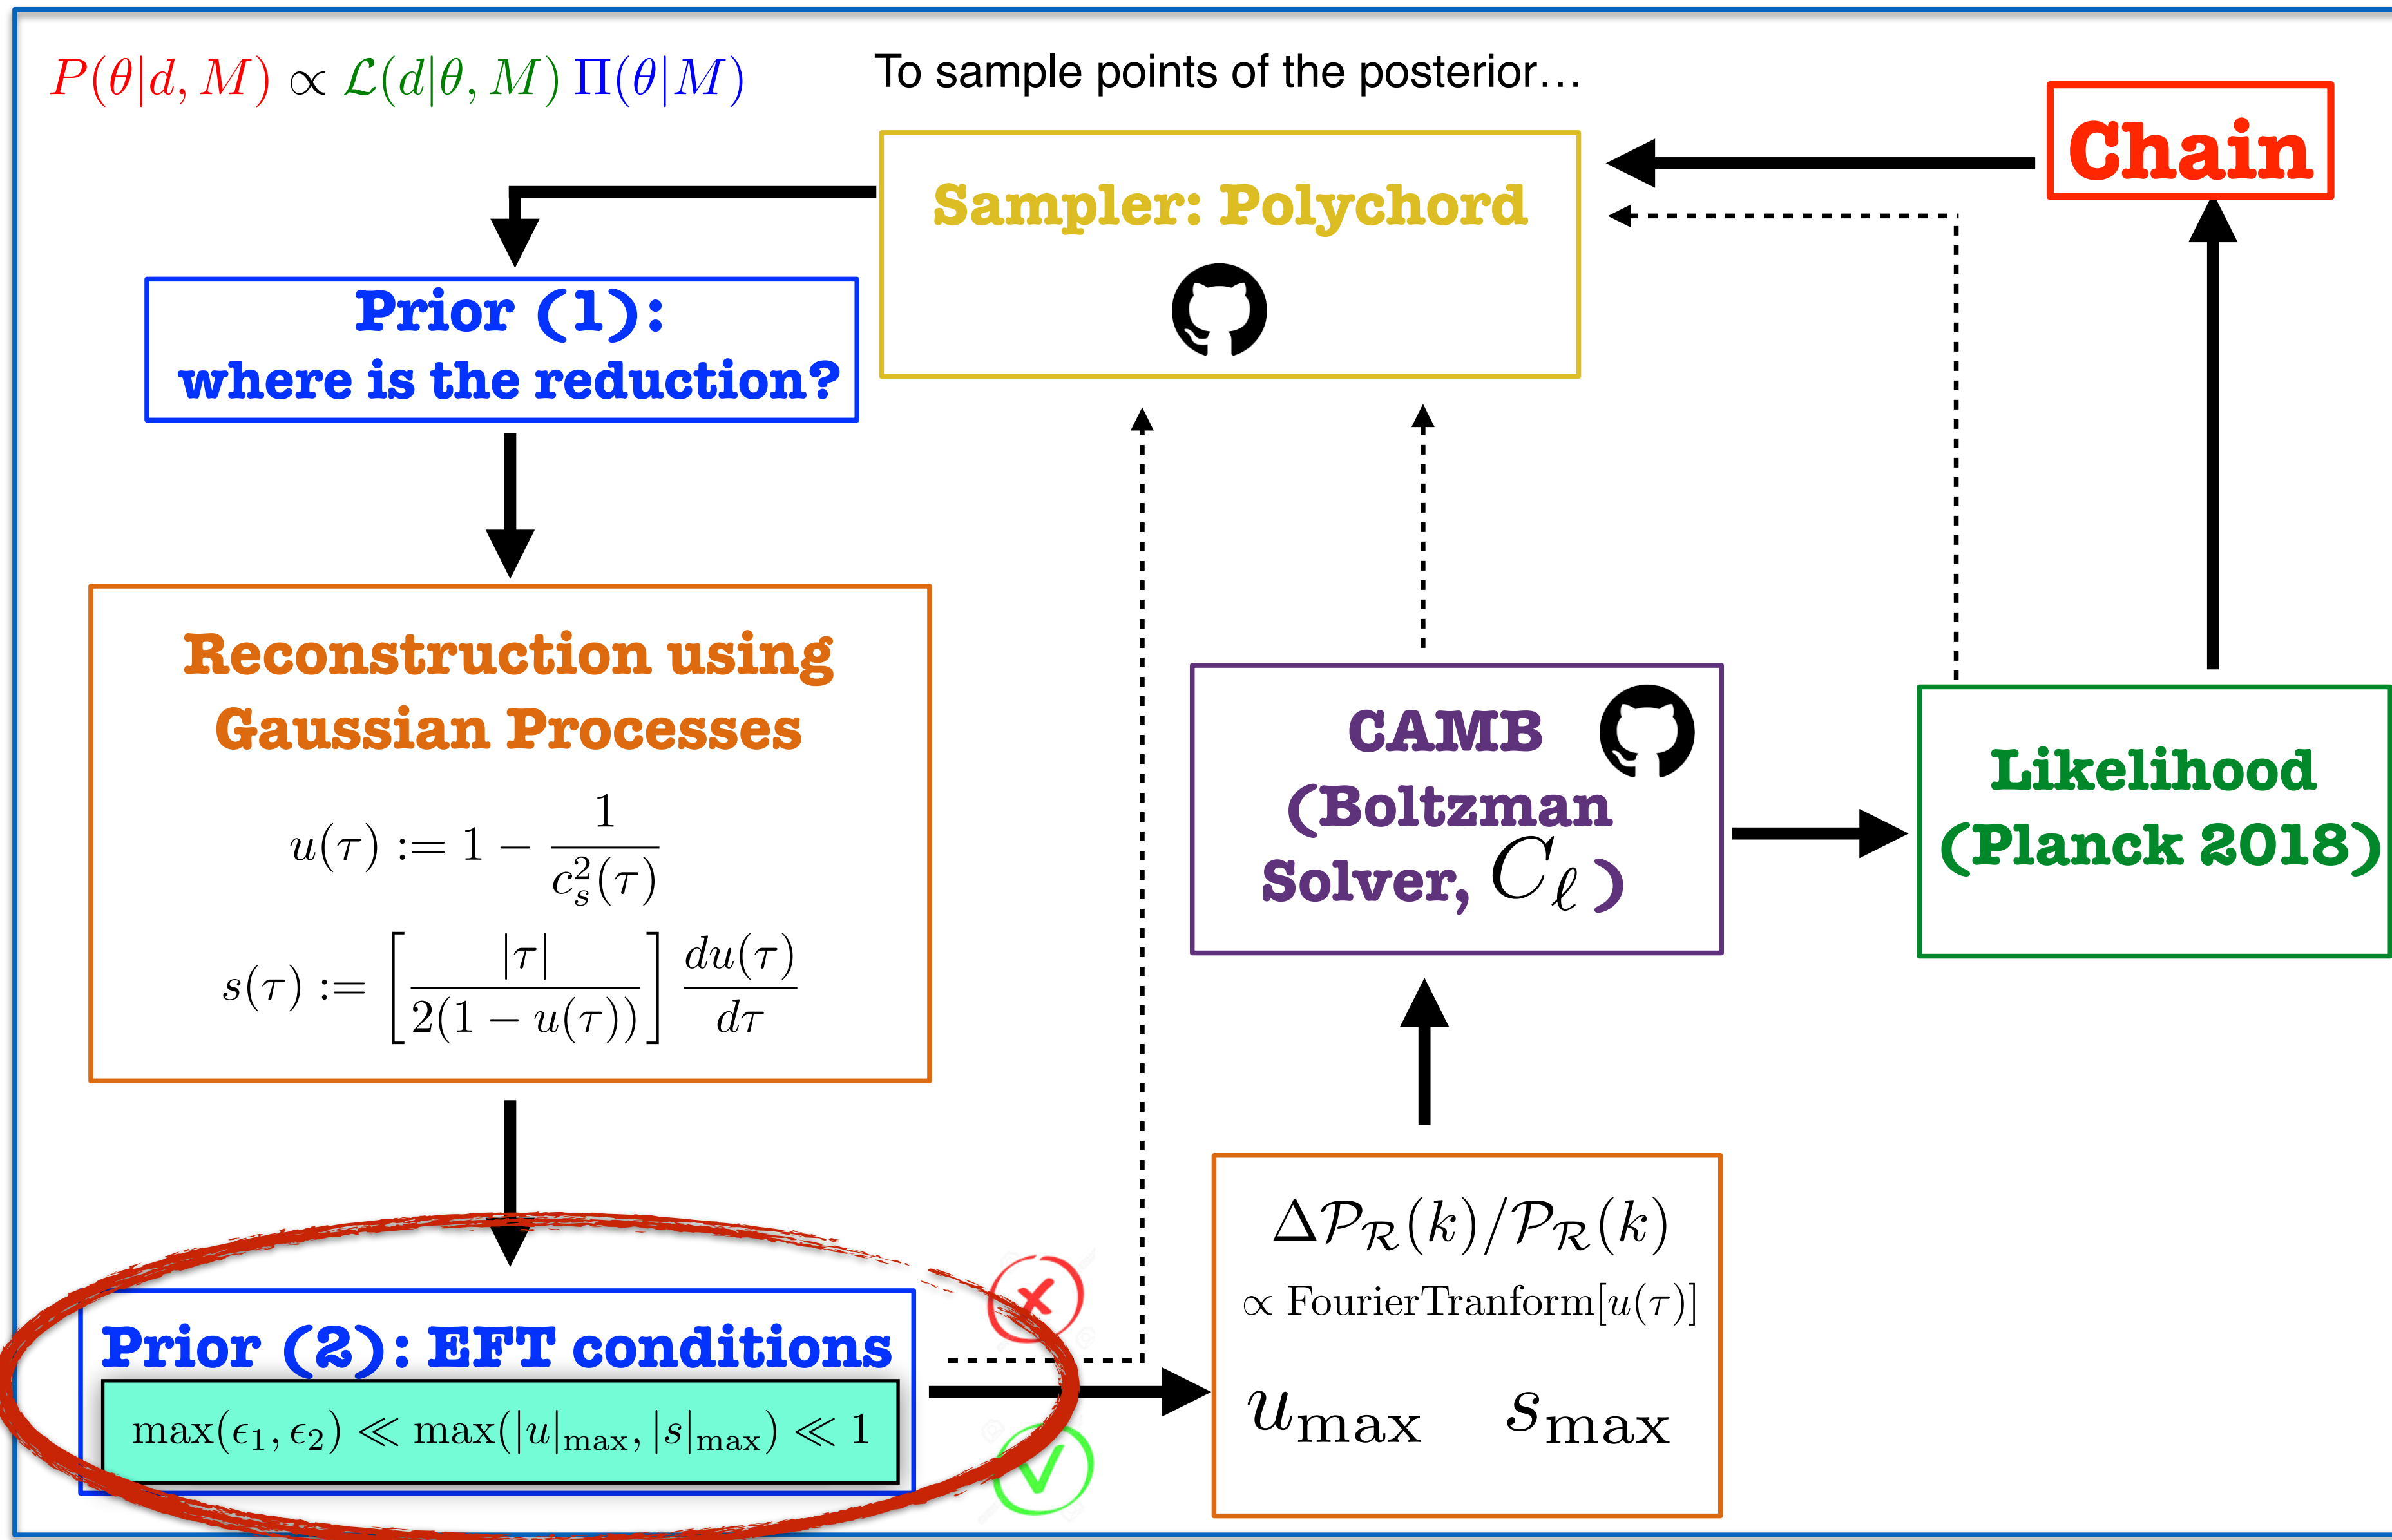 P(θ|d, M) ∝ ℒ(d|θ, M) Π(θ|M)
To sample points of the posterior…
Chain
Sampler: Polychord
Prior (1):
where is the reduction?
Reconstruction using
Gaussian Processes
u(τ) := 1 − 1/c_s^2(τ)
s(τ) := [|τ|/2(1 − u(τ))] du(τ)/dτ
Prior (2): EFT conditions
max(ϵ₁, ϵ₂) ≪ max(|u|_max, |s|_max) ≪ 1
Δ𝒫_ℛ(k)/𝒫_ℛ(k)
∝ FourierTranform[u(τ)]
u_max s_max
CAMB
(Boltzman
Solver, C_ℓ)
Likelihood
(Planck 2018)